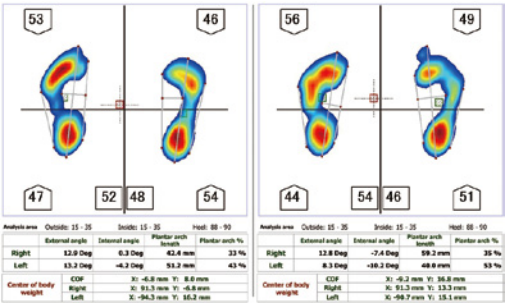 53 46
47 52 48 54
Analysis area Outside: 15 - 35 Inside: 15 - 35 Heel: 80 - 90
External angle Internal angle Plantar arch length Plantar arch %
Right 12.9 Deg 0.3 Deg 42.4 mm 33 %
Left 13.2 Deg -4.2 Deg 51.2 mm 43 %
Center of body weight
COF X: -6.8 mm Y: 8.0 mm
Right X: 91.3 mm Y: -6.8 mm
Left X: -94.3 mm Y: 16.2 mm
56 49
44 54 46 51
Analysis area Outside: 15 - 35 Inside: 15 - 35 Heel: 80 - 90
External angle Internal angle Plantar arch length Plantar arch %
Right 12.8 Deg -7.4 Deg 59.2 mm 35 %
Left 8.3 Deg -10.2 Deg 53 %
Center of body weight
COF X: -9.2 mm Y: 36.8 mm
Right X: 91.3 mm Y: 13.3 mm
Left X: -98.7 mm Y: 15.1 mm